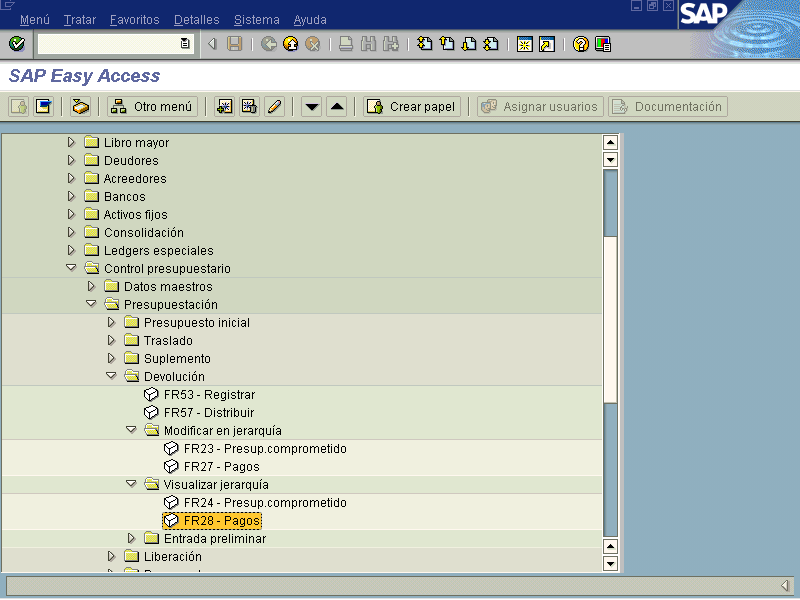 Menú Tratar Favoritos Detalles Sistema Ayuda
SAP
SAP Easy Access
Otro menú Crear papel Asignar usuarios Documentación
Libro mayor
Deudores
Acreedores
Bancos
Activos fijos
Consolidación
Ledgers especiales
Control presupuestario
Datos maestros
Presupuestación
Presupuesto inicial
Traslado
Suplemento
Devolución
FR53 - Registrar
FR57 - Distribuir
Modificar en jerarquía
FR23 - Presup.comprometido
FR27 - Pagos
Visualizar jerarquía
FR24 - Presup.comprometido
FR28 - Pagos
Entrada preliminar
Liberación